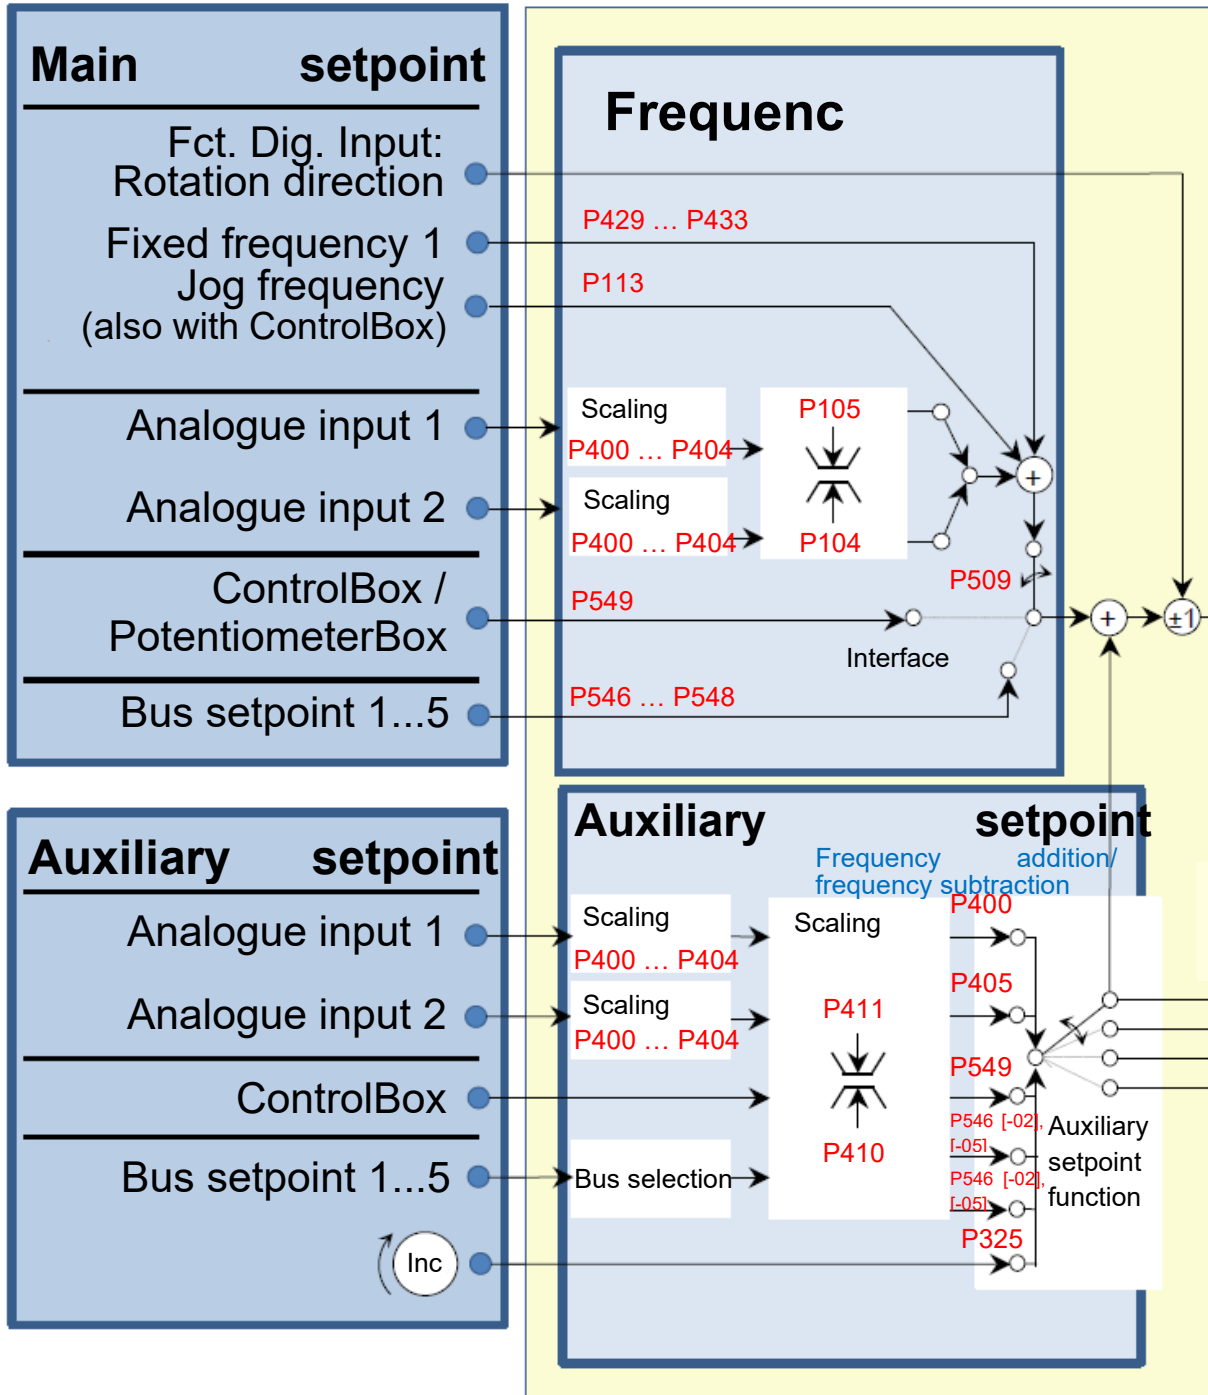 Main setpoint
Fct. Dig. Input:
Rotation direction
Fixed frequency 1
Jog frequency
(also with ControlBox)
Analogue input 1
Analogue input 2
ControlBox /
PotentiometerBox
Bus setpoint 1...5
Frequenc
P429 ... P433
P113
Scaling
P400 ... P404
Scaling
P400 ... P404
P105
P104
+
P509
P549
Interface
P546 ... P548
+
±1
Auxiliary setpoint
Analogue input 1
Analogue input 2
ControlBox
Bus setpoint 1...5
Inc
Auxiliary setpoint
Frequency addition/
frequency subtraction
Scaling
P400 ... P404
Scaling
P400 ... P404
Bus selection
Scaling
P411
P410
P400
P405
P549
P546 [-02],
[-05]
P546 [-02],
[-05]
P325
Auxiliary
setpoint
function